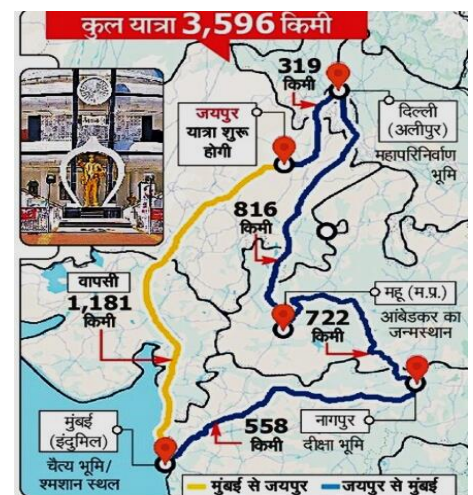 कुल यात्रा 3,596 किमी
319
किमी
जयपुर
यात्रा शुरू
होगी
दिल्ली
(अलीपुर)
महापरिनिर्वाण
भूमि
816
किमी
वापसी
1,181
किमी
महू (म.प्र.)
आंबेडकर का
जन्मस्थान
722
किमी
मुंबई
(इंदुमिल)
चैत्य भूमि/
श्मशान स्थल
558
किमी
नागपुर
दीक्षा भूमि
मुंबई से जयपुर
जयपुर से मुंबई